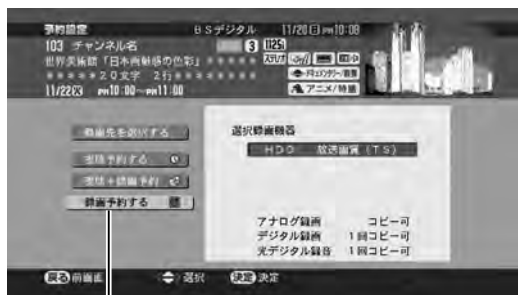 予約設定 BSデジタル 11/20(日)pm10:08
103 チャンネル名 3 1125i
世界美術館「日本画魅惑の色彩」*****
*****20文字 2行***** ドキュメンタリー/教養
11/22(火) pm10:00~pm11:00 アニメ/特撮
録画先を選択する
視聴予約する
視聴+録画予約
録画予約する
選択録画機器
HDD 放送画質(TS)
アナログ録画 コピー可
デジタル録画 1回コピー可
光デジタル録音 1回コピー可
戻る 前画面 選択 決定 決定